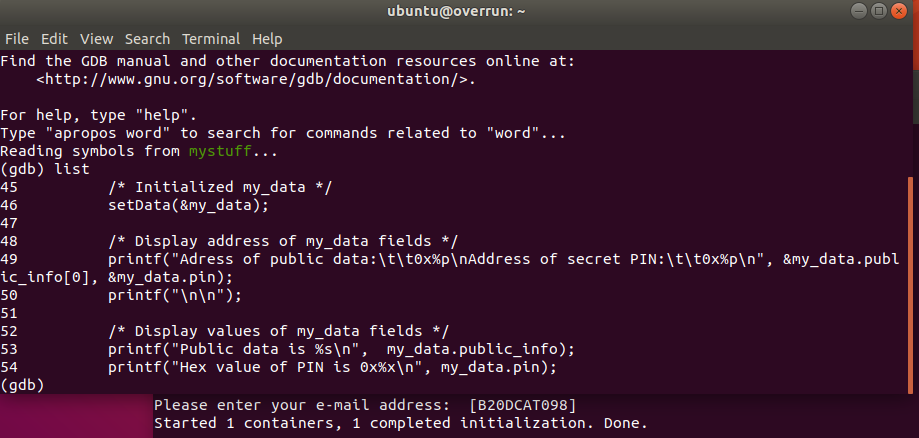 ubuntu@overrun: ~
File Edit View Search Terminal Help
Find the GDB manual and other documentation resources online at:
    <http://www.gnu.org/software/gdb/documentation/>.

For help, type "help".
Type "apropos word" to search for commands related to "word"...
Reading symbols from mystuff...
(gdb) list
45          /* Initialized my_data */
46          setData(&my_data);
47
48          /* Display address of my_data fields */
49          printf("Adress of public data:\t\t0x%p\nAddress of secret PIN:\t\t0x%p\n", &my_data.publ
ic_info[0], &my_data.pin);
50          printf("\n\n");
51
52          /* Display values of my_data fields */
53          printf("Public data is %s\n",  my_data.public_info);
54          printf("Hex value of PIN is 0x%x\n", my_data.pin);
(gdb)
Please enter your e-mail address:  [B20DCAT098]
Started 1 containers, 1 completed initialization. Done.